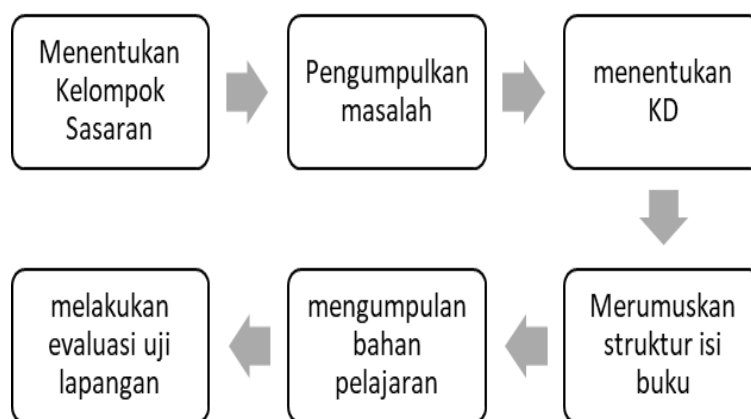 Menentukan
Kelompok
Sasaran
Pengumpulkan
masalah
menentukan
KD
Merumuskan
struktur isi
buku
mengumpulan
bahan
pelajaran
melakukan
evaluasi uji
lapangan